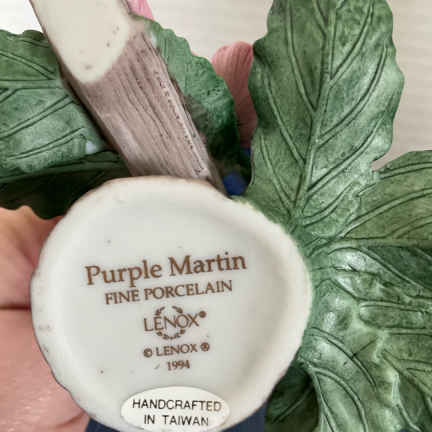 Purple Martin
FINE PORCELAIN
LENOX®
© LENOX ®
1994
HANDCRAFTED
IN TAIWAN